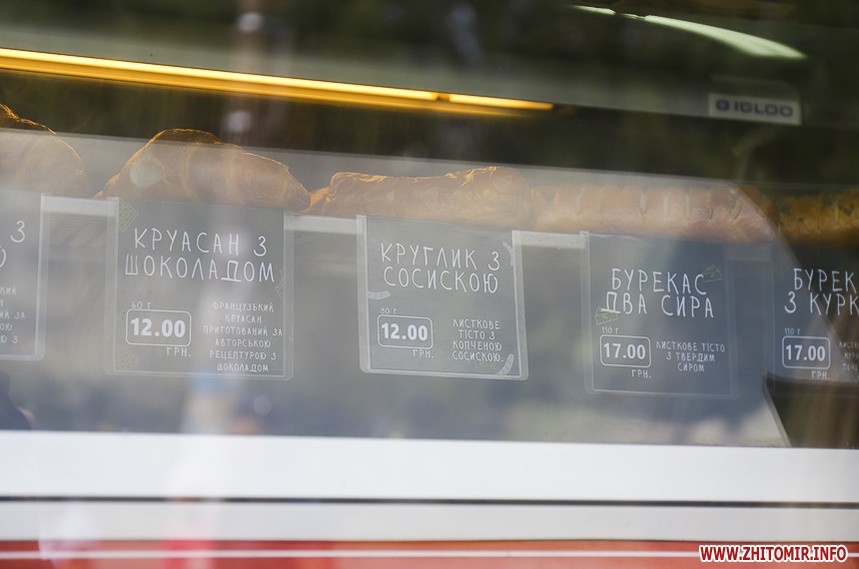 IGLOO
З
КРУАСАН З
ШОКОЛАДОМ
60 Г
12.00
ГРН.
ФРАНЦУЗЬКИЙ
КРУАСАН
ПРИГОТОВАНИЙ ЗА
АВТОРСЬКОЮ
РЕЦЕПТУРОЮ З
ШОКОЛАДОМ
КРУГЛИК З
СОСИСКОЮ
90 Г
12.00
ГРН.
ЛИСТКОВЕ
ТІСТО З
КОПЧЕНОЮ
СОСИСКОЮ.
БУРЕКАС
ДВА СИРА
110 Г
17.00
ГРН.
ЛИСТКОВЕ ТІСТО
З ТВЕРДИМ
СИРОМ
БУРЕК
З КУРК
110 Г
17.00
ГРН.
WWW.ZHITOMIR.INFO